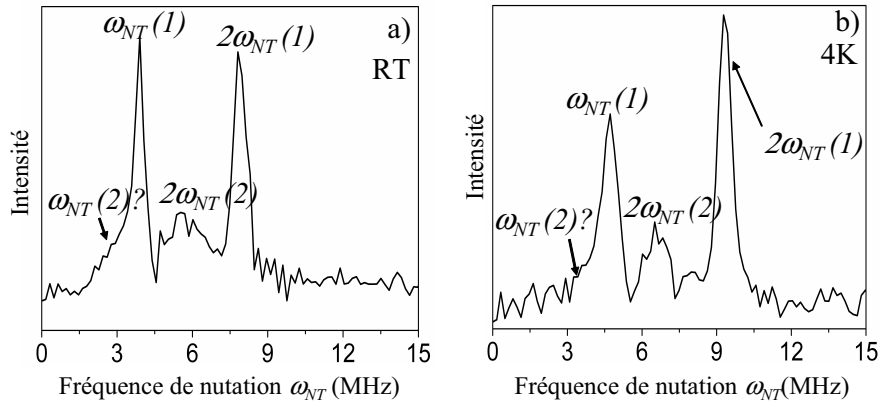 ω_NT(1)
2ω_NT(1)
a)
RT
ω_NT(2)?
2ω_NT(2)
Intensité
0 3 6 9 12 15
Fréquence de nutation ω_NT (MHz)
b)
4K
ω_NT(1)
2ω_NT(1)
2ω_NT(2)
ω_NT(2)?
Intensité
0 3 6 9 12 15
Fréquence de nutation ω_NT(MHz)